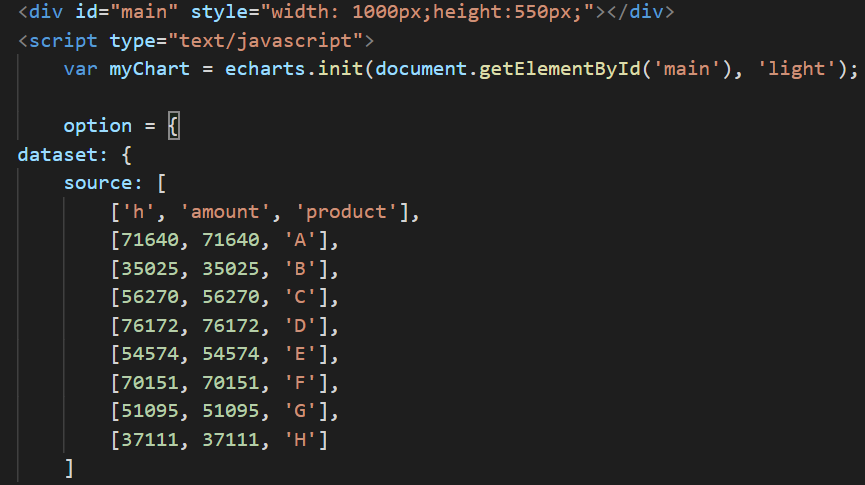 <div id="main" style="width: 1000px;height:550px;"></div>
<script type="text/javascript">
var myChart = echarts.init(document.getElementById('main'), 'light');
option = {
dataset: {
source: [
['h', 'amount', 'product'],
[71640, 71640, 'A'],
[35025, 35025, 'B'],
[56270, 56270, 'C'],
[76172, 76172, 'D'],
[54574, 54574, 'E'],
[70151, 70151, 'F'],
[51095, 51095, 'G'],
[37111, 37111, 'H']
]